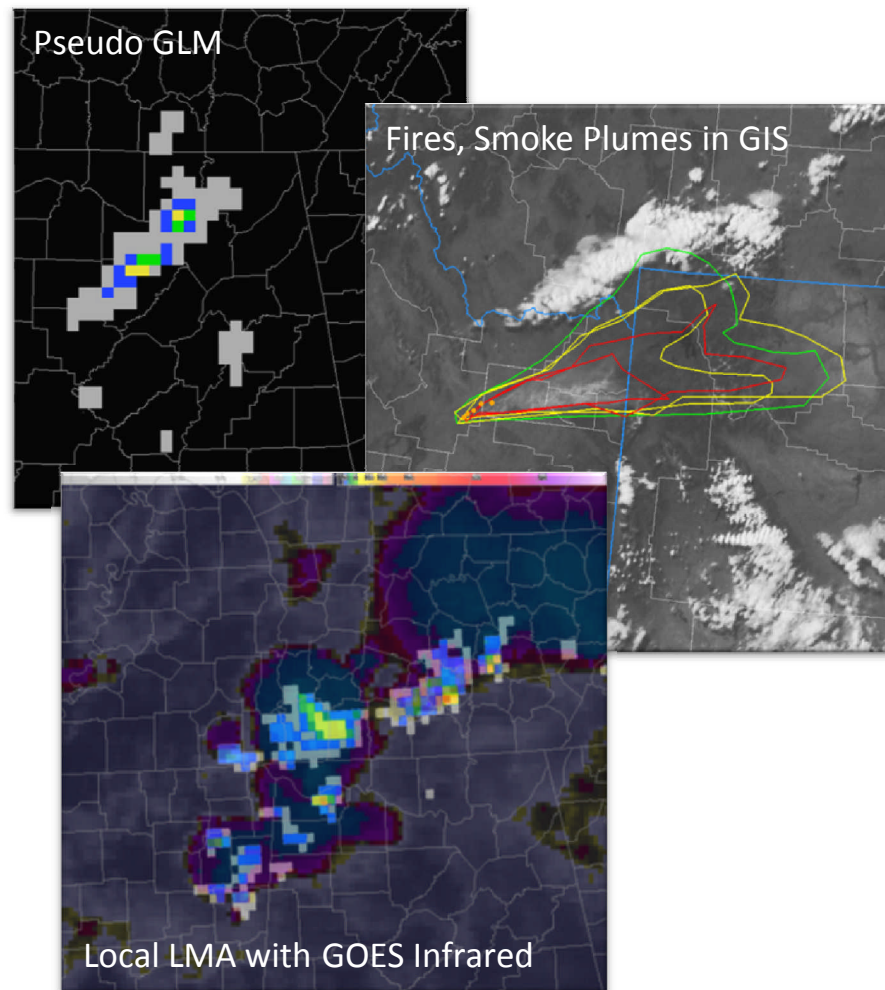 Pseudo GLM
Fires, Smoke Plumes in GIS
Local LMA with GOES Infrared